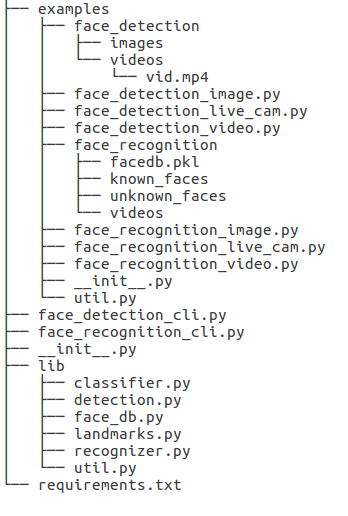 ├── examples
│   ├── face_detection
│   │   ├── images
│   │   └── videos
│   │       └── vid.mp4
│   ├── face_detection_image.py
│   ├── face_detection_live_cam.py
│   ├── face_detection_video.py
│   ├── face_recognition
│   │   ├── facedb.pkl
│   │   ├── known_faces
│   │   ├── unknown_faces
│   │   └── videos
│   ├── face_recognition_image.py
│   ├── face_recognition_live_cam.py
│   ├── face_recognition_video.py
│   ├── __init__.py
│   └── util.py
├── face_detection_cli.py
├── face_recognition_cli.py
├── __init__.py
├── lib
│   ├── classifier.py
│   ├── detection.py
│   ├── face_db.py
│   ├── landmarks.py
│   ├── recognizer.py
│   └── util.py
└── requirements.txt